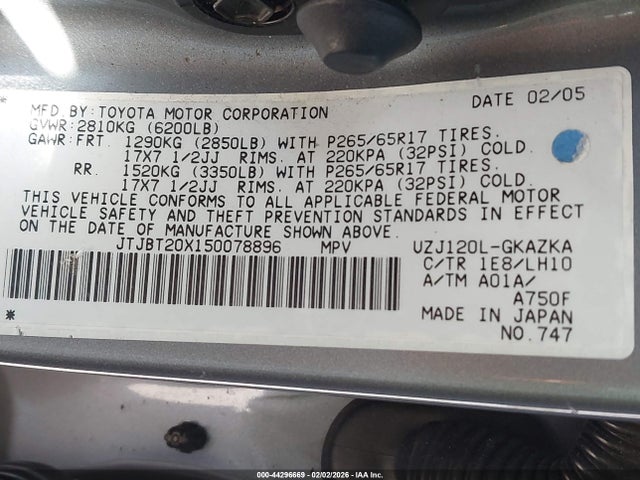 MFD. BY: TOYOTA MOTOR CORPORATION DATE 02/05
GVWR: 2810KG (6200LB)
GAWR: FRT. 1290KG (2850LB) WITH P265/65R17 TIRES.
17X7 1/2JJ RIMS. AT 220KPA (32PSI) COLD.
RR. 1520KG (3350LB) WITH P265/65R17 TIRES.
17X7 1/2JJ RIMS. AT 220KPA (32PSI) COLD.
THIS VEHICLE CONFORMS TO ALL APPLICABLE FEDERAL MOTOR
VEHICLE SAFETY AND THEFT PREVENTION STANDARDS IN EFFECT
ON THE DATE OF MANUFACTURE SHOWN ABOVE.
JTJBT20X150078896 MPV UZJ120L-GKAZKA
C/TR 1E8/LH10
A/TM A01A/
A750F
MADE IN JAPAN
NO. 747
000-44296669 - 02/02/2026 - IAA Inc.